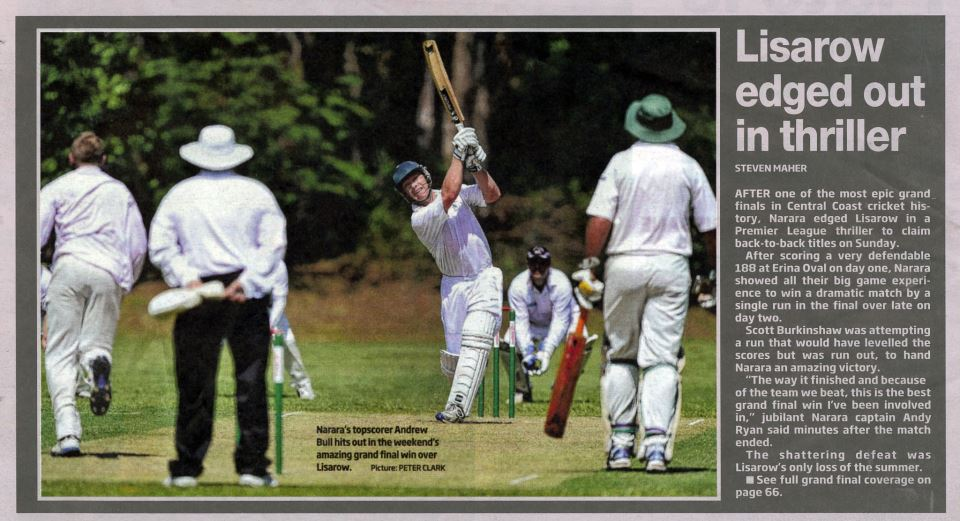 Lisarow
edged out
in thriller
STEVEN MAHER
AFTER one of the most epic grand
finals in Central Coast cricket his-
tory, Narara edged Lisarow in a
Premier League thriller to claim
back-to-back titles on Sunday.
After scoring a very defendable
188 at Erina Oval on day one, Narara
showed all their big game experi-
ence to win a dramatic match by a
single run in the final over late on
day two.
Scott Burkinshaw was attempting
a run that would have levelled the
scores but was run out, to hand
Narara an amazing victory.
"The way it finished and because
of the team we beat, this is the best
grand final win I've been involved
in," jubilant Narara captain Andy
Ryan said minutes after the match
ended.
The shattering defeat was
Lisarow's only loss of the summer.
■ See full grand final coverage on
page 66.
Narara's topscorer Andrew
Bull hits out in the weekend's
amazing grand final win over
Lisarow. Picture: PETER CLARK